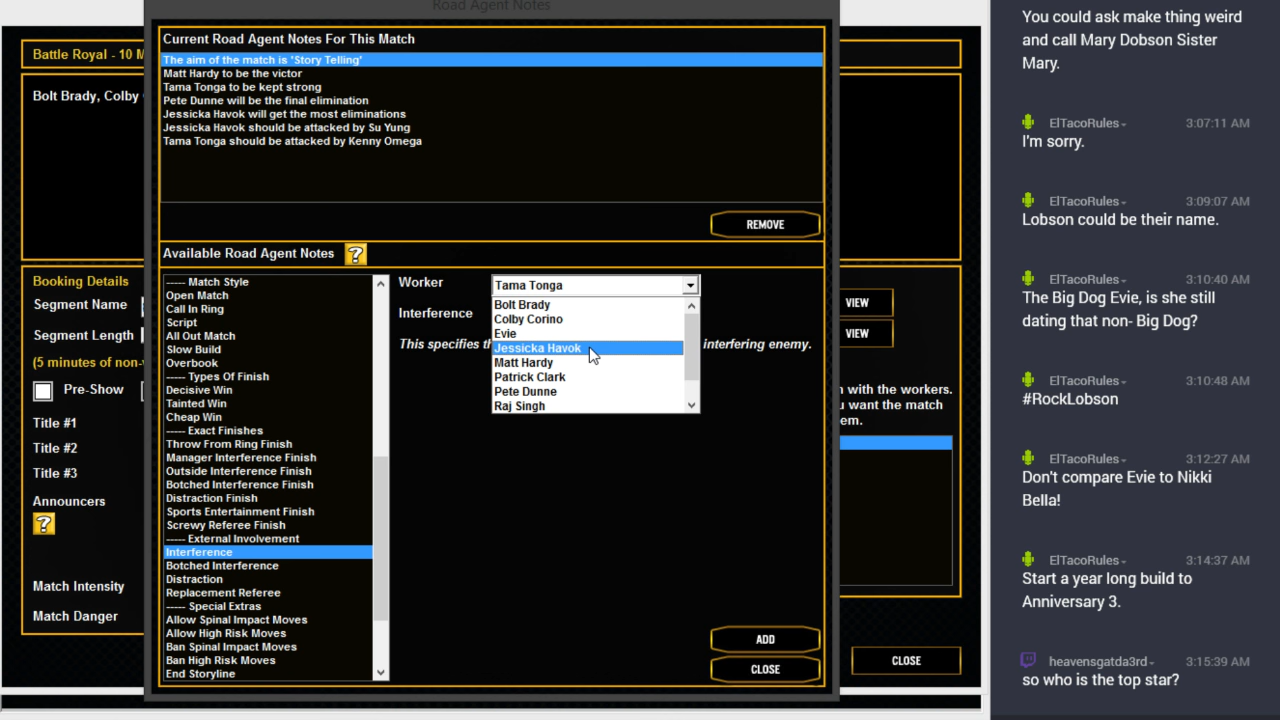 Road Agent Notes
Current Road Agent Notes For This Match
The aim of the match is 'Story Telling'
Matt Hardy to be the victor
Tama Tonga to be kept strong
Pete Dunne will be the final elimination
Jessicka Havok will get the most eliminations
Jessicka Havok should be attacked by Su Yung
Tama Tonga should be attacked by Kenny Omega
REMOVE
Available Road Agent Notes ?
----- Match Style
Open Match
Call In Ring
Script
All Out Match
Slow Build
Overbook
----- Types Of Finish
Decisive Win
Tainted Win
Cheap Win
----- Exact Finishes
Throw From Ring Finish
Manager Interference Finish
Outside Interference Finish
Botched Interference Finish
Distraction Finish
Sports Entertainment Finish
Screwy Referee Finish
----- External Involvement
Interference
Botched Interference
Distraction
Replacement Referee
----- Special Extras
Allow Spinal Impact Moves
Allow High Risk Moves
Ban Spinal Impact Moves
Ban High Risk Moves
End Storyline
Worker
Tama Tonga
Bolt Brady
Colby Corino
Evie
Jessicka Havok
Matt Hardy
Patrick Clark
Pete Dunne
Raj Singh
Interference
This specifies th
interfering enemy.
ADD
CLOSE
Battle Royal - 10 M
Bolt Brady, Colby
Booking Details
Segment Name
Segment Length
(5 minutes of non-
Pre-Show
Title #1
Title #2
Title #3
Announcers
?
Match Intensity
Match Danger
VIEW
VIEW
with the workers.
want the match
em.
CLOSE
You could ask make thing weird
and call Mary Dobson Sister
Mary.
ElTacoRules 3:07:11 AM
I'm sorry.
ElTacoRules 3:09:07 AM
Lobson could be their name.
ElTacoRules 3:10:40 AM
The Big Dog Evie, is she still
dating that non- Big Dog?
ElTacoRules 3:10:48 AM
#RockLobson
ElTacoRules 3:12:27 AM
Don't compare Evie to Nikki
Bella!
ElTacoRules 3:14:37 AM
Start a year long build to
Anniversary 3.
heavensgatda3rd 3:15:39 AM
so who is the top star?